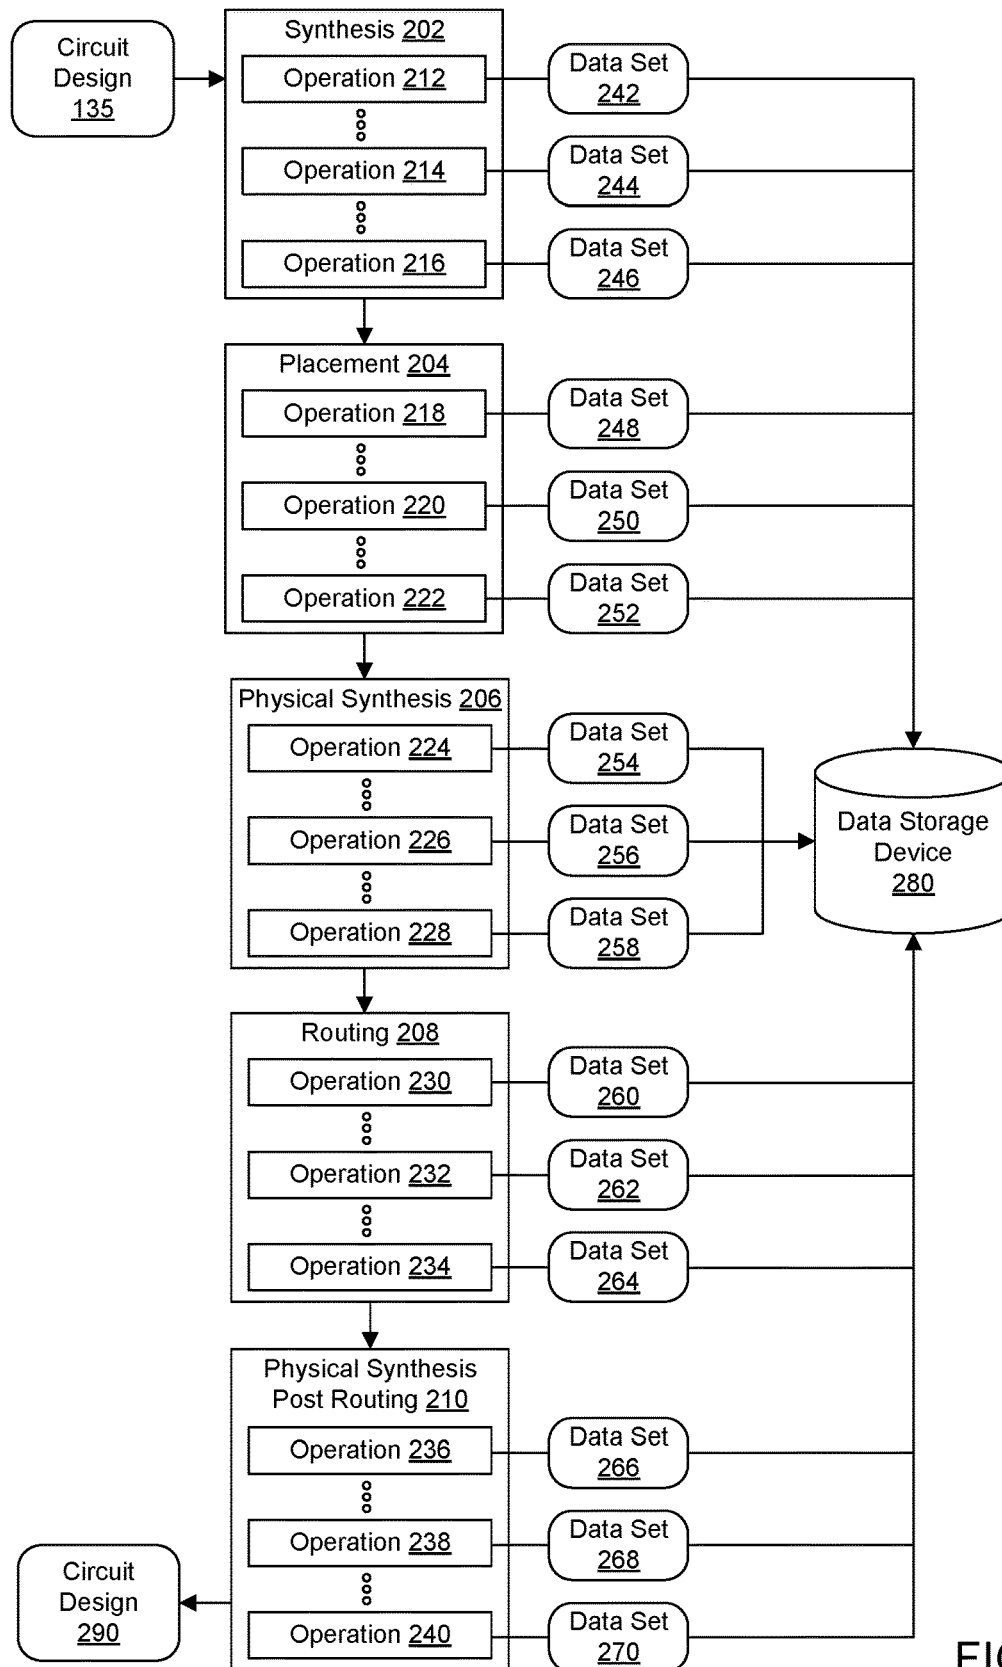 Circuit
Design
135
Synthesis 202
Operation 212
Data Set
242
Operation 214
Data Set
244
Operation 216
Data Set
246
Placement 204
Operation 218
Data Set
248
Operation 220
Data Set
250
Operation 222
Data Set
252
Physical Synthesis 206
Operation 224
Data Set
254
Operation 226
Data Set
256
Operation 228
Data Set
258
Data Storage
Device
280
Routing 208
Operation 230
Data Set
260
Operation 232
Data Set
262
Operation 234
Data Set
264
Physical Synthesis
Post Routing 210
Operation 236
Data Set
266
Operation 238
Data Set
268
Operation 240
Data Set
270
Circuit
Design
290